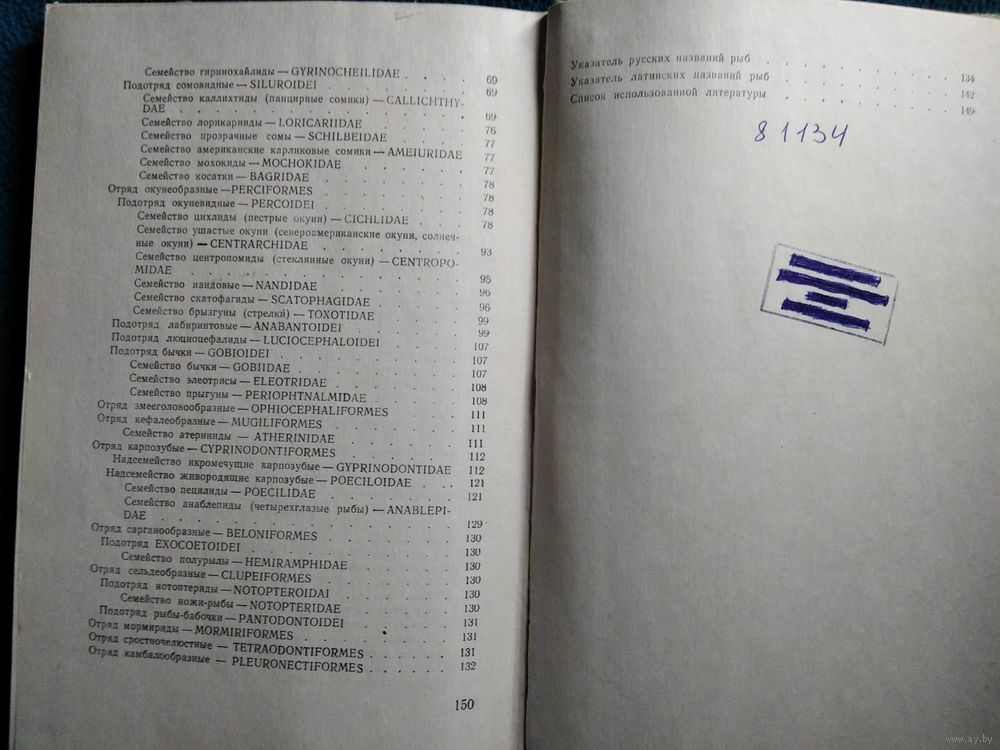 Семейство гиринохайлиды — GYRINOCHEILIDAE . . . . 69
Подотряд сомовидные — SILUROIDEI . . . . . . . 69
Семейство каллихтиды (панцирные сомики) — CALLICHTHY-
DAE . . . . . . . . . . . . 69
Семейство лорикарииды — LORICARIIDAE . . . . . 76
Семейство прозрачные сомы — SCHILBEIDAE . . . . 77
Семейство американские карликовые сомики — AMEIURIDAE 77
Семейство мохокиды — MOCHOKIDAE . . . . . . 77
Семейство косатки — BAGRIDAE . . . . . . . 78
Отряд окунеобразные — PERCIFORMES . . . . . . . 78
Подотряд окуневидные — PERCOIDEI . . . . . . . 78
Семейство цихлиды (пестрые окуни) — CICHLIDAE . . . 78
Семейство ушастые окуни (североамериканские окуни, солнеч-
ные окуни) — CENTRARCHIDAE . . . . . . . 93
Семейство центропомиды (стеклянные окуни) — CENTROPO-
MIDAE . . . . . . . . . . . . 95
Семейство нандовые — NANDIDAE . . . . . . . 96
Семейство скатофагиды — SCATOPHAGIDAE . . . . . 96
Семейство брызгуны (стрелки) — TOXOTIDAE . . . . 99
Подотряд лабиринтовые — ANABANTOIDEI . . . . . . 99
Подотряд люциоцефалиды — LUCIOCEPHALOIDEI . . . . 107
Подотряд бычки — GOBIOIDEI . . . . . . . . 107
Семейство бычки — GOBIIDAE . . . . . . . . 107
Семейство элеотрисы — ELEOTRIDAE . . . . . . 108
Семейство прыгуны — PERIOPHTNALMIDAE . . . . . 108
Отряд змееголовообразные — OPHIOCEPHALIFORMES . . . . 111
Отряд кефалеобразные — MUGILIFORMES . . . . . . 111
Семейство атериниды — ATHERINIDAE . . . . . . 111
Отряд карпозубые — CYPRINODONTIFORMES . . . . . . 112
Надсемейство икромечущие карпозубые — GYPRINODONTIDAE 112
Надсемейство живородящие карпозубые — POECILOIDAE . . . 121
Семейство пецилиды — POECILIDAE . . . . . . 121
Семейство анаблепиды (четырехглазые рыбы) — ANABLEPI-
DAE . . . . . . . . . . . . 129
Отряд сарганообразные — BELONIFORMES . . . . . . 130
Подотряд EXOCOETOIDEI . . . . . . . . . 130
Семейство полурылы — HEMIRAMPHIDAE . . . . . 130
Отряд сельдеобразные — CLUPEIFORMES . . . . . . 130
Подотряд нотоптериды — NOTOPTEROIDAI . . . . . . 130
Семейство ножи-рыбы — NOTOPTERIDAE . . . . . 130
Подотряд рыбы-бабочки — PANTODONTOIDEI . . . . . 131
Отряд мормириды — MORMIRIFORMES . . . . . . . 131
Отряд сростночелюстные — TETRAODONTIFORMES . . . . . . 131
Отряд камбалообразные — PLEURONECTIFORMES . . . . . . 132
150
Указатель русских названий рыб . . . . . . . . 134
Указатель латинских названий рыб . . . . . . . . 142
Список использованной литературы . . . . . . . . 149
81134
www.ay.by